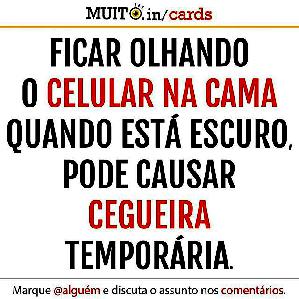 MUITO.in/cards
FICAR OLHANDO
O CELULAR NA CAMA
QUANDO ESTÁ ESCURO,
PODE CAUSAR
CEGUEIRA
TEMPORÁRIA.
Marque @alguém e discuta o assunto nos comentários.